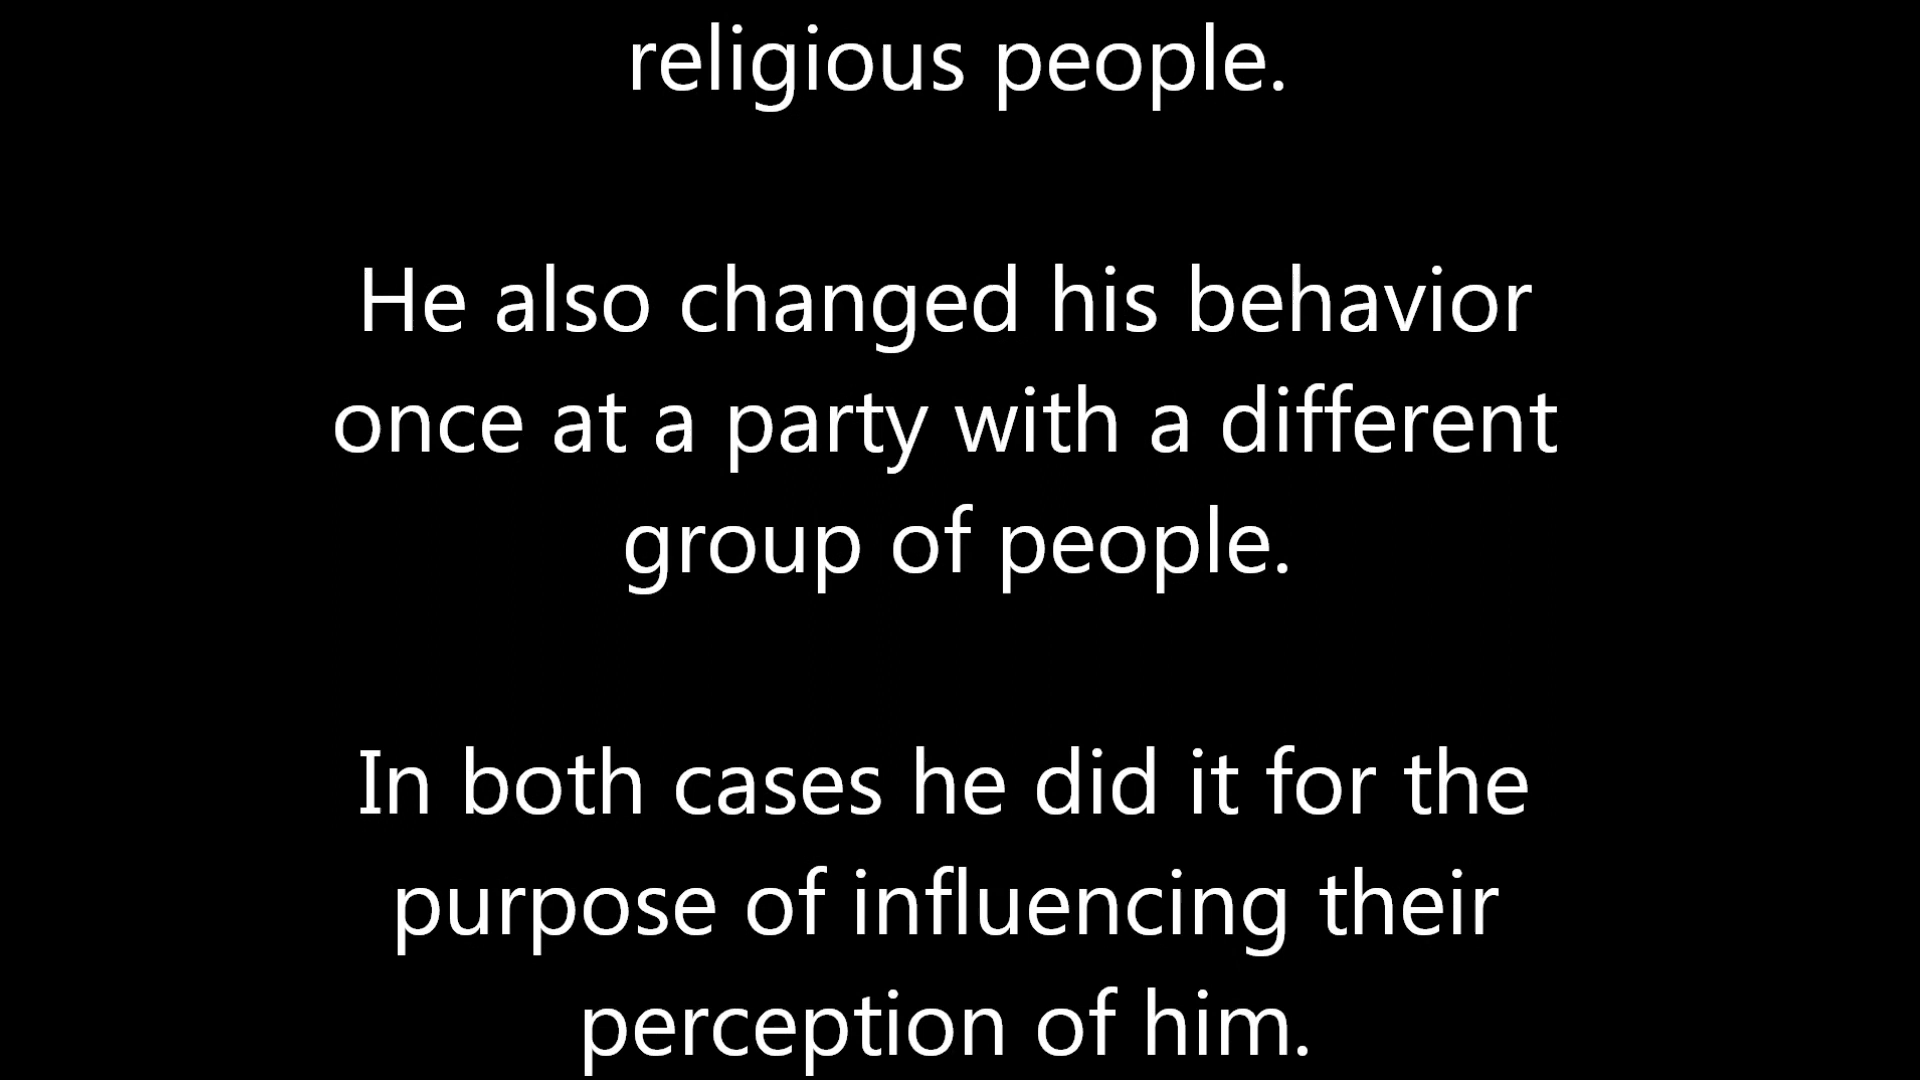 religious people.
He also changed his behavior
once at a party with a different
group of people.
In both cases he did it for the
purpose of influencing their
perception of him.